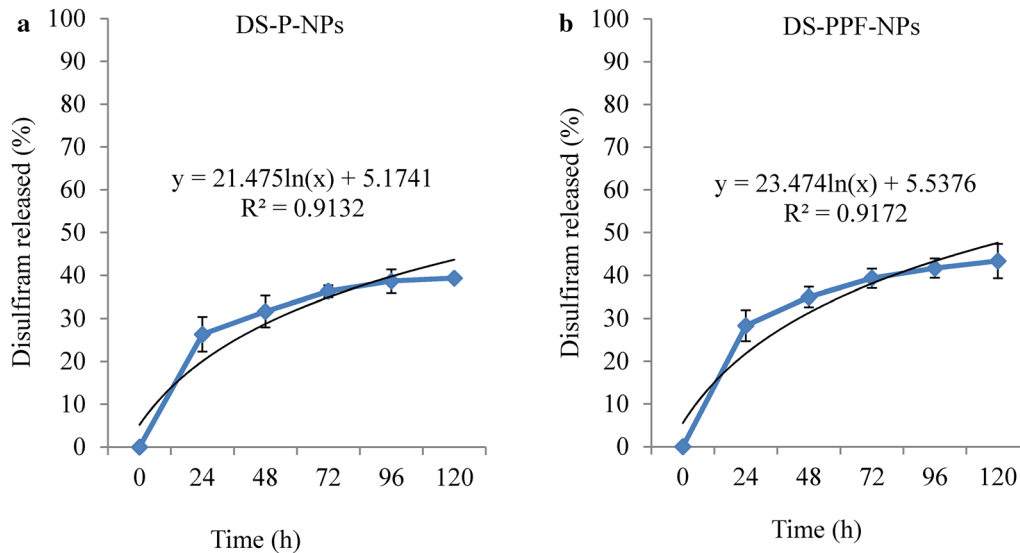 a
DS-P-NPs
Disulfiram released (%)
100
90
80
70
60
50
40
30
20
10
0
y = 21.475ln(x) + 5.1741
R² = 0.9132
0 24 48 72 96 120
Time (h)
b
DS-PPF-NPs
Disulfiram released (%)
100
90
80
70
60
50
40
30
20
10
0
y = 23.474ln(x) + 5.5376
R² = 0.9172
0 24 48 72 96 120
Time (h)